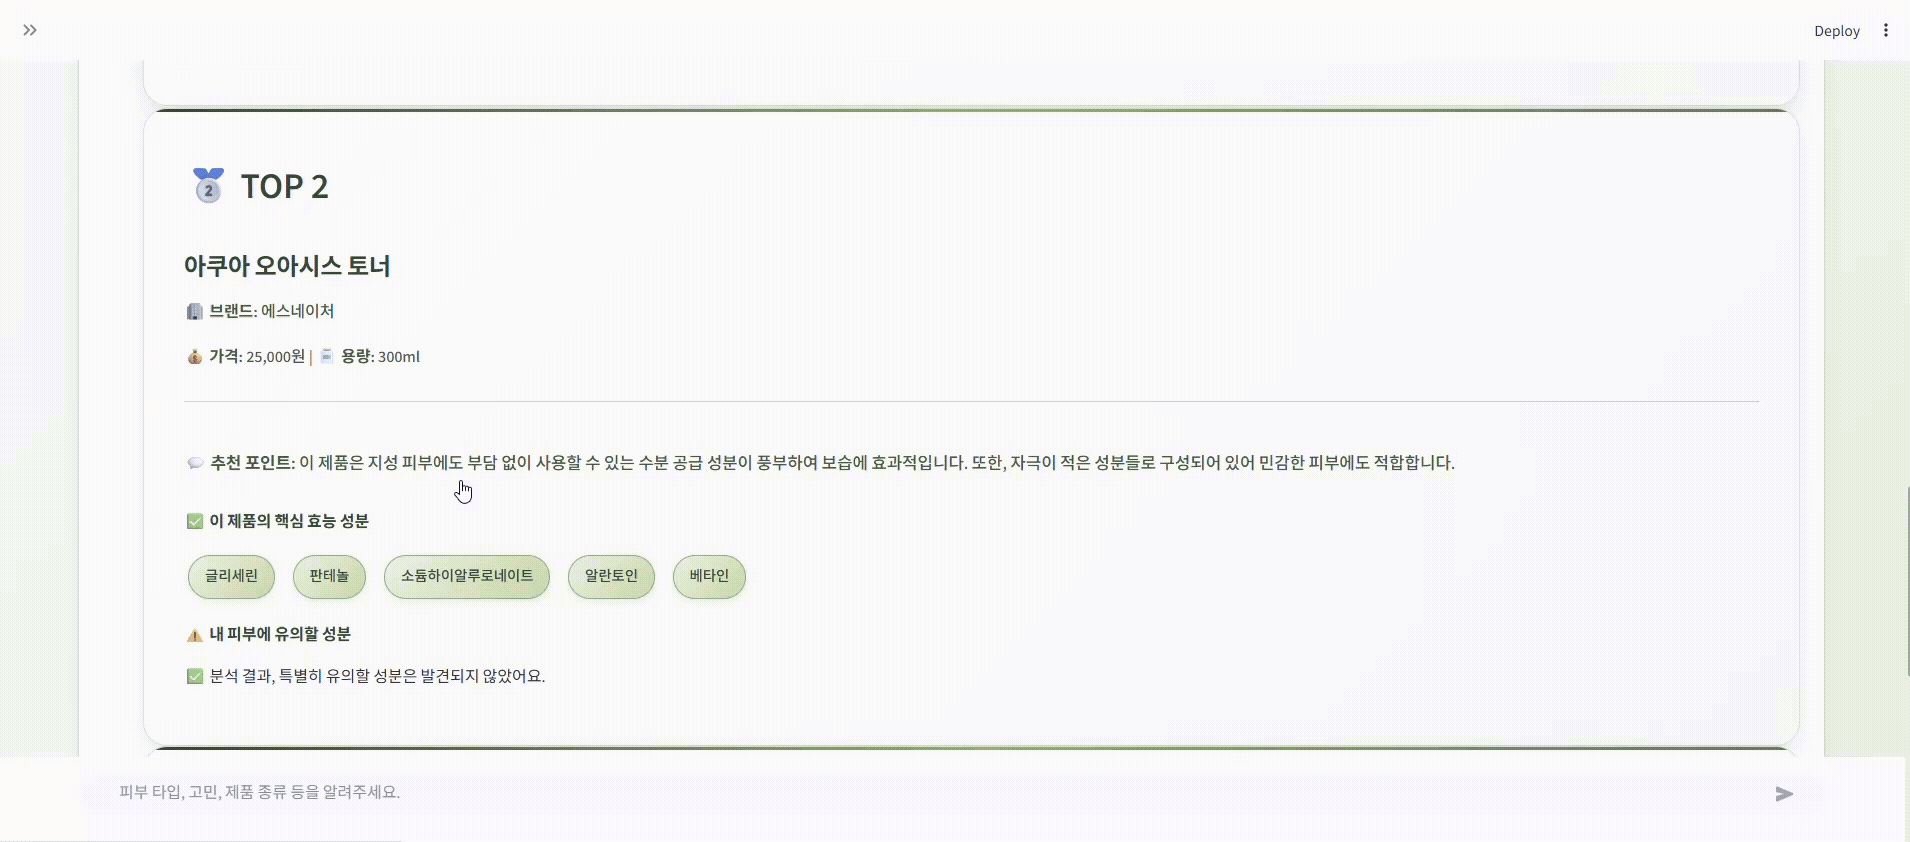 Deploy
TOP 2
아쿠아 오아시스 토너
브랜드: 에스네이처
가격: 25,000원 | 용량: 300ml
추천 포인트: 이 제품은 지성 피부에도 부담 없이 사용할 수 있는 수분 공급 성분이 풍부하여 보습에 효과적입니다. 또한, 자극이 적은 성분들로 구성되어 있어 민감한 피부에도 적합합니다.
이 제품의 핵심 효능 성분
글리세린 판테놀 소듐하이알루로네이트 알란토인 베타인
내 피부에 유의할 성분
분석 결과, 특별히 유의할 성분은 발견되지 않았어요.
피부 타입, 고민, 제품 종류 등을 알려주세요.